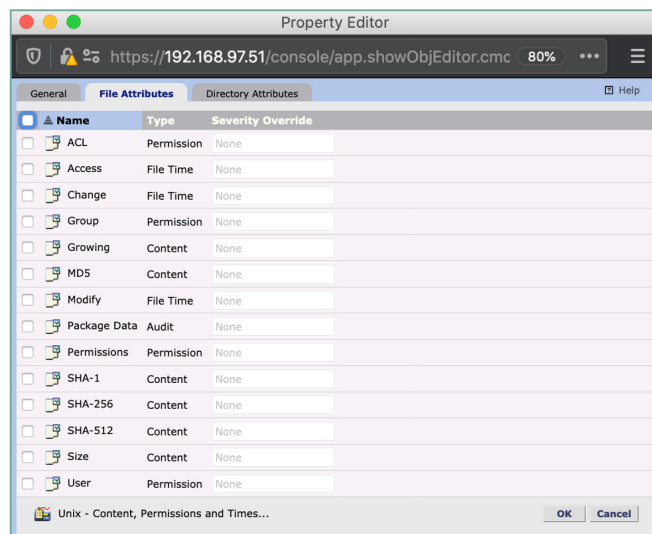 Property Editor
https://192.168.97.51/console/app.showObjEditor.cmc 80%
General File Attributes Directory Attributes Help
Name Type Severity Override
ACL Permission None
Access File Time None
Change File Time None
Group Permission None
Growing Content None
MD5 Content None
Modify File Time None
Package Data Audit None
Permissions Permission None
SHA-1 Content None
SHA-256 Content None
SHA-512 Content None
Size Content None
User Permission None
Unix - Content, Permissions and Times... OK Cancel